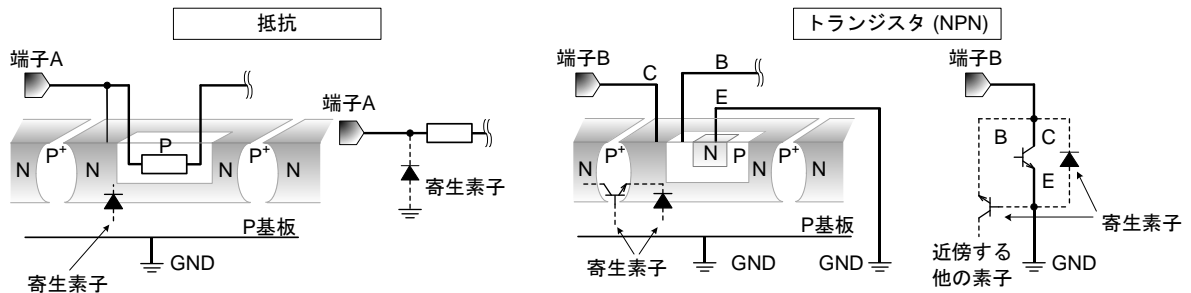 抵抗
端子A
N
P+
N
P
N
P+
N
P基板
寄生素子
GND
端子A
寄生素子
トランジスタ (NPN)
端子B
C
B
E
N
P+
N
N
P
P+
N
P基板
寄生素子
GND
GND
端子B
B
C
E
寄生素子
近傍する
他の素子
GND